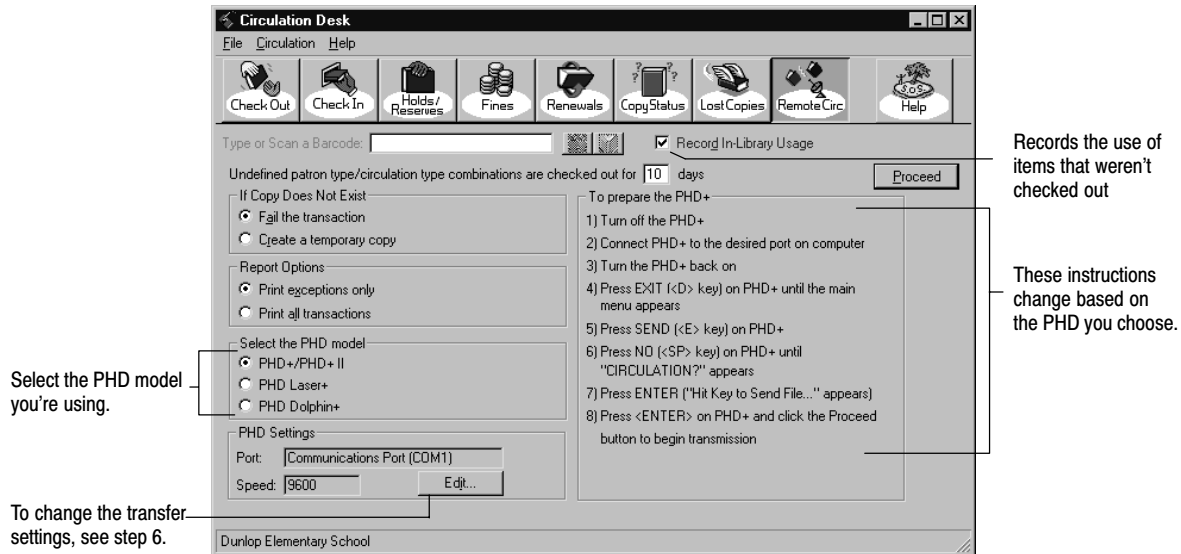 Circulation Desk
File Circulation Help
Check Out
Check In
Holds/
Reserves
Fines
Renewals
Copy Status
Lost Copies
Remote Circ
S.O.S.
Help
Type or Scan a Barcode:
Record In-Library Usage
Undefined patron type/circulation type combinations are checked out for 10 days
Proceed
If Copy Does Not Exist
Fail the transaction
Create a temporary copy
Report Options
Print exceptions only
Print all transactions
Select the PHD model
PHD+/PHD+ II
PHD Laser+
PHD Dolphin+
PHD Settings
Port: Communications Port (COM1)
Speed: 9600
Edit...
To prepare the PHD+
1) Turn off the PHD+
2) Connect PHD+ to the desired port on computer
3) Turn the PHD+ back on
4) Press EXIT (<D> key) on PHD+ until the main
menu appears
5) Press SEND (<E> key) on PHD+
6) Press NO (<SP> key) on PHD+ until
"CIRCULATION?" appears
7) Press ENTER ("Hit Key to Send File..." appears)
8) Press <ENTER> on PHD+ and click the Proceed
button to begin transmission
Dunlop Elementary School
Records the use of
items that weren't
checked out
These instructions
change based on
the PHD you choose.
Select the PHD model
you're using.
To change the transfer
settings, see step 6.